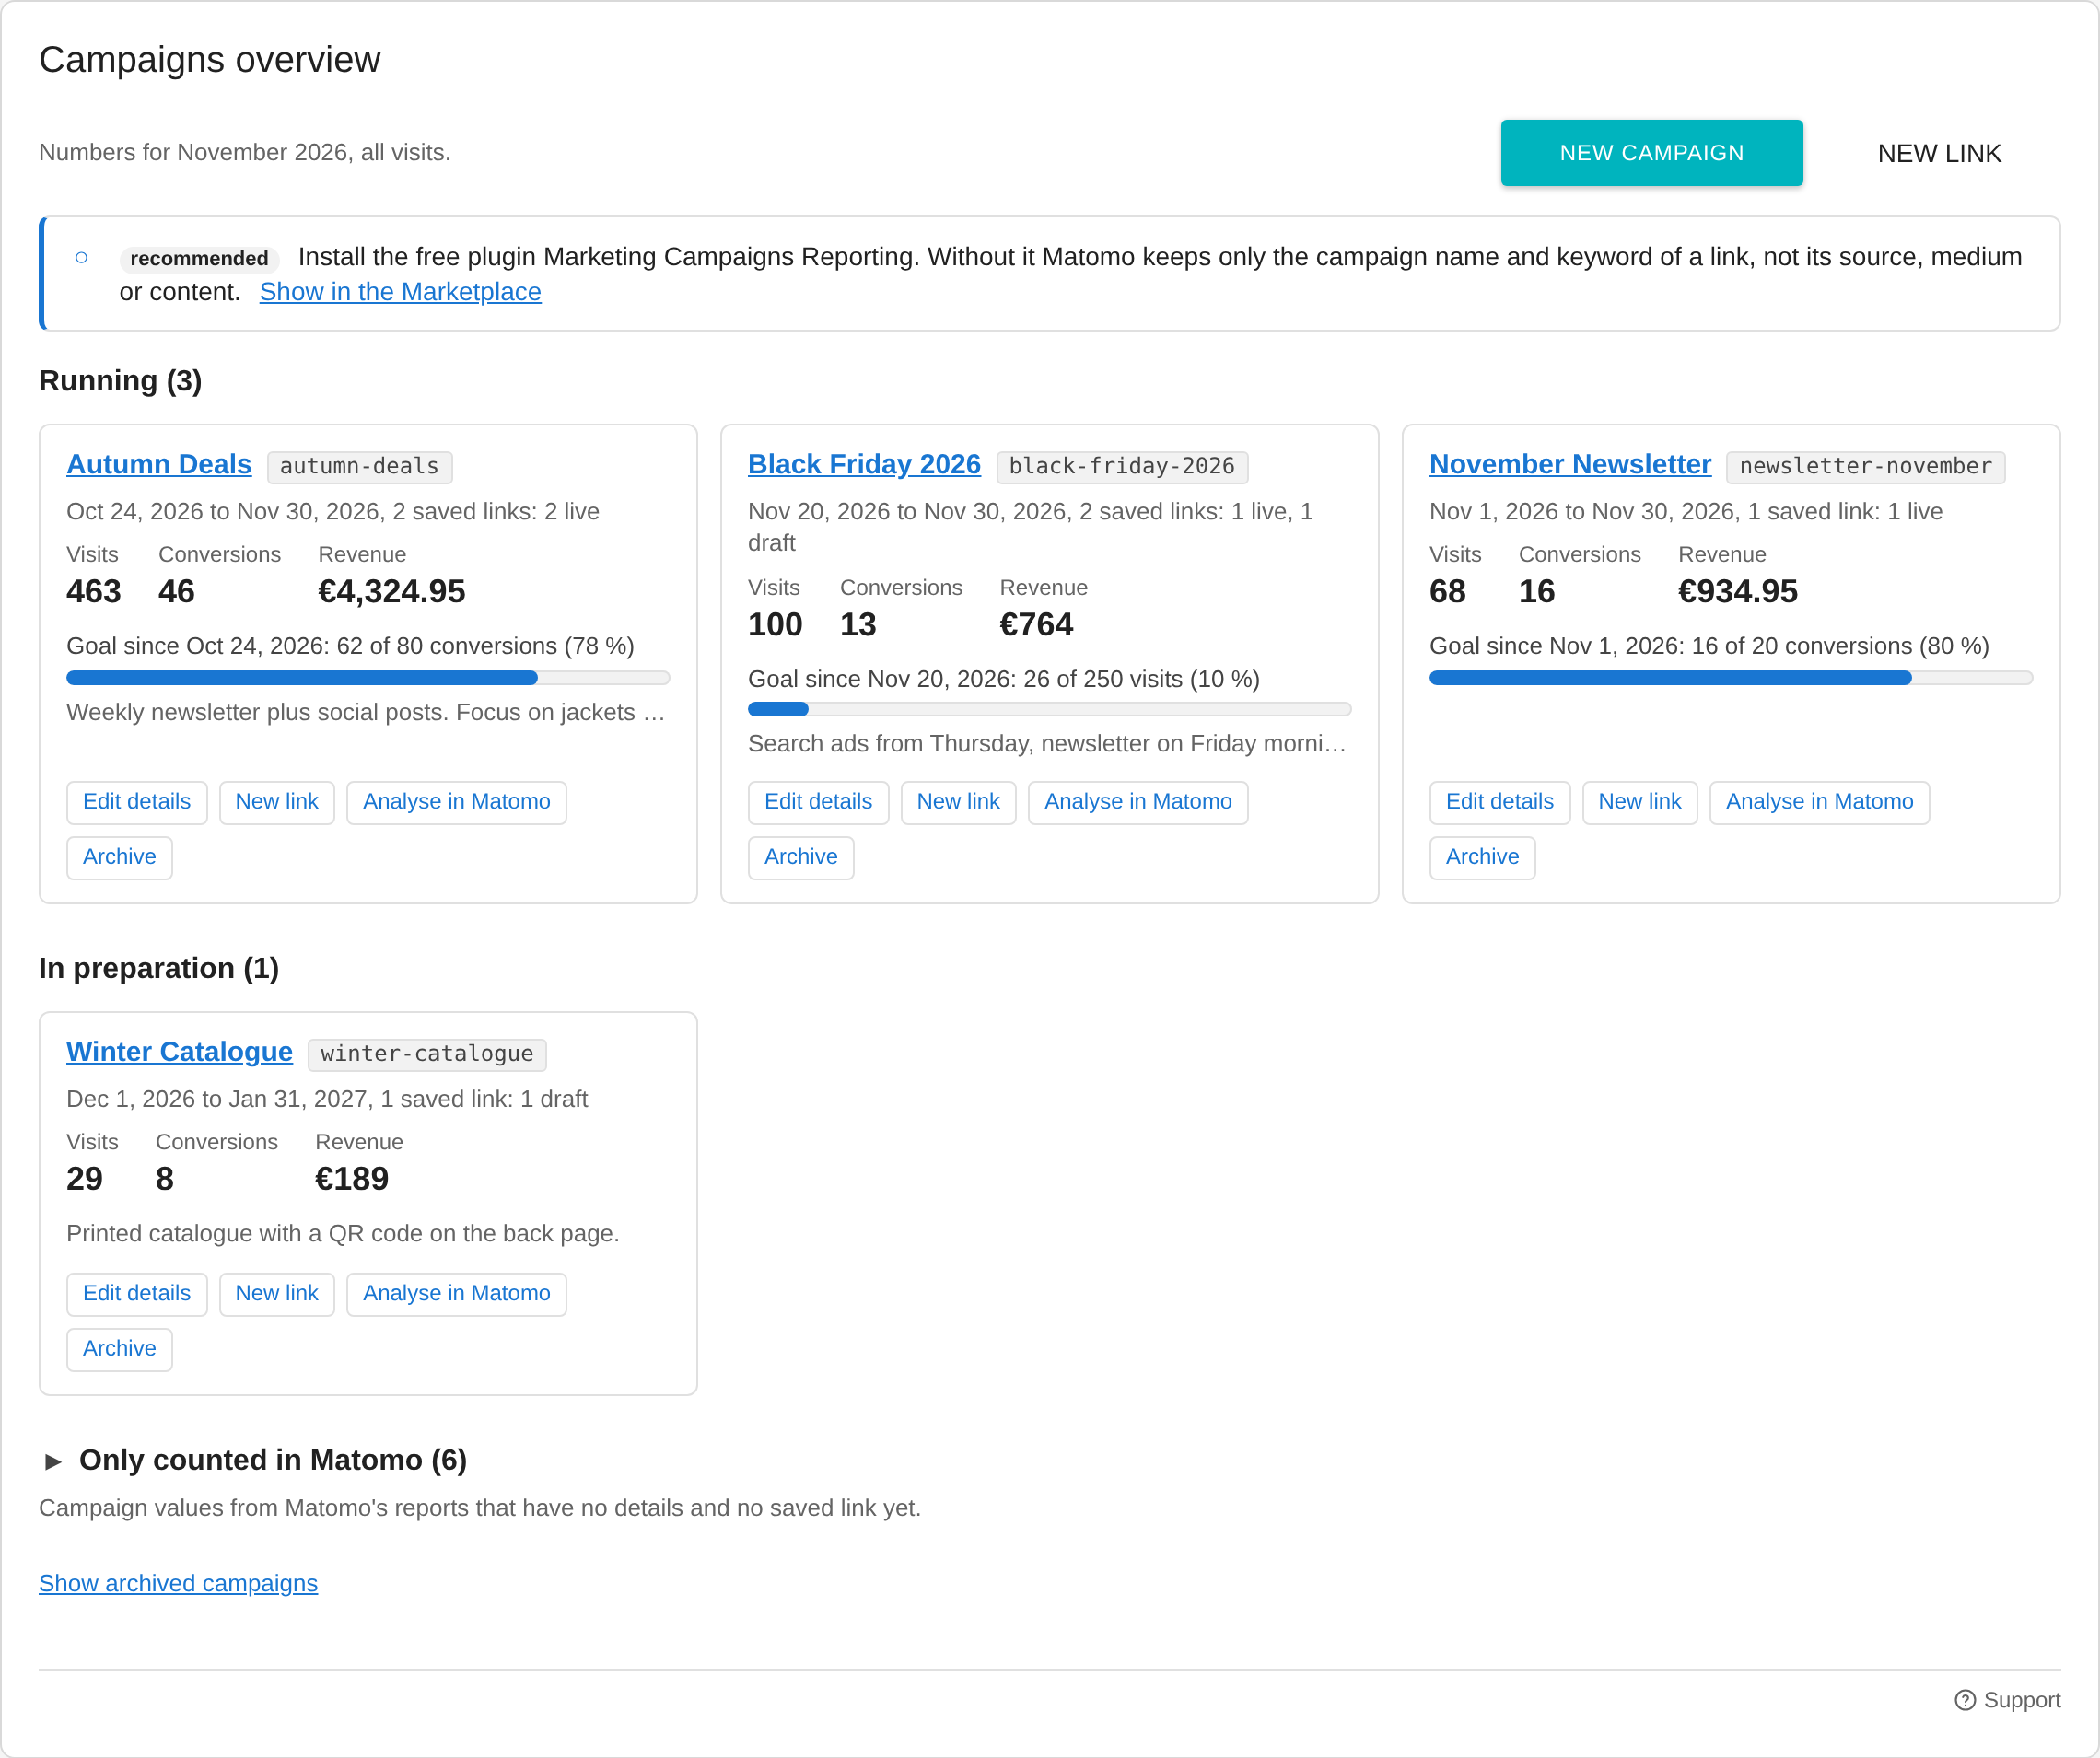 Campaigns overview
Numbers for November 2026, all visits.
NEW CAMPAIGN
NEW LINK
recommended Install the free plugin Marketing Campaigns Reporting. Without it Matomo keeps only the campaign name and keyword of a link, not its source, medium
or content. Show in the Marketplace
Running (3)
Autumn Deals autumn-deals
Oct 24, 2026 to Nov 30, 2026, 2 saved links: 2 live
Visits Conversions Revenue
463 46 €4,324.95
Goal since Oct 24, 2026: 62 of 80 conversions (78 %)
Weekly newsletter plus social posts. Focus on jackets …
Edit details New link Analyse in Matomo
Archive
Black Friday 2026 black-friday-2026
Nov 20, 2026 to Nov 30, 2026, 2 saved links: 1 live, 1
draft
Visits Conversions Revenue
100 13 €764
Goal since Nov 20, 2026: 26 of 250 visits (10 %)
Search ads from Thursday, newsletter on Friday morni…
Edit details New link Analyse in Matomo
Archive
November Newsletter newsletter-november
Nov 1, 2026 to Nov 30, 2026, 1 saved link: 1 live
Visits Conversions Revenue
68 16 €934.95
Goal since Nov 1, 2026: 16 of 20 conversions (80 %)
Edit details New link Analyse in Matomo
Archive
In preparation (1)
Winter Catalogue winter-catalogue
Dec 1, 2026 to Jan 31, 2027, 1 saved link: 1 draft
Visits Conversions Revenue
29 8 €189
Printed catalogue with a QR code on the back page.
Edit details New link Analyse in Matomo
Archive
Only counted in Matomo (6)
Campaign values from Matomo's reports that have no details and no saved link yet.
Show archived campaigns
Support